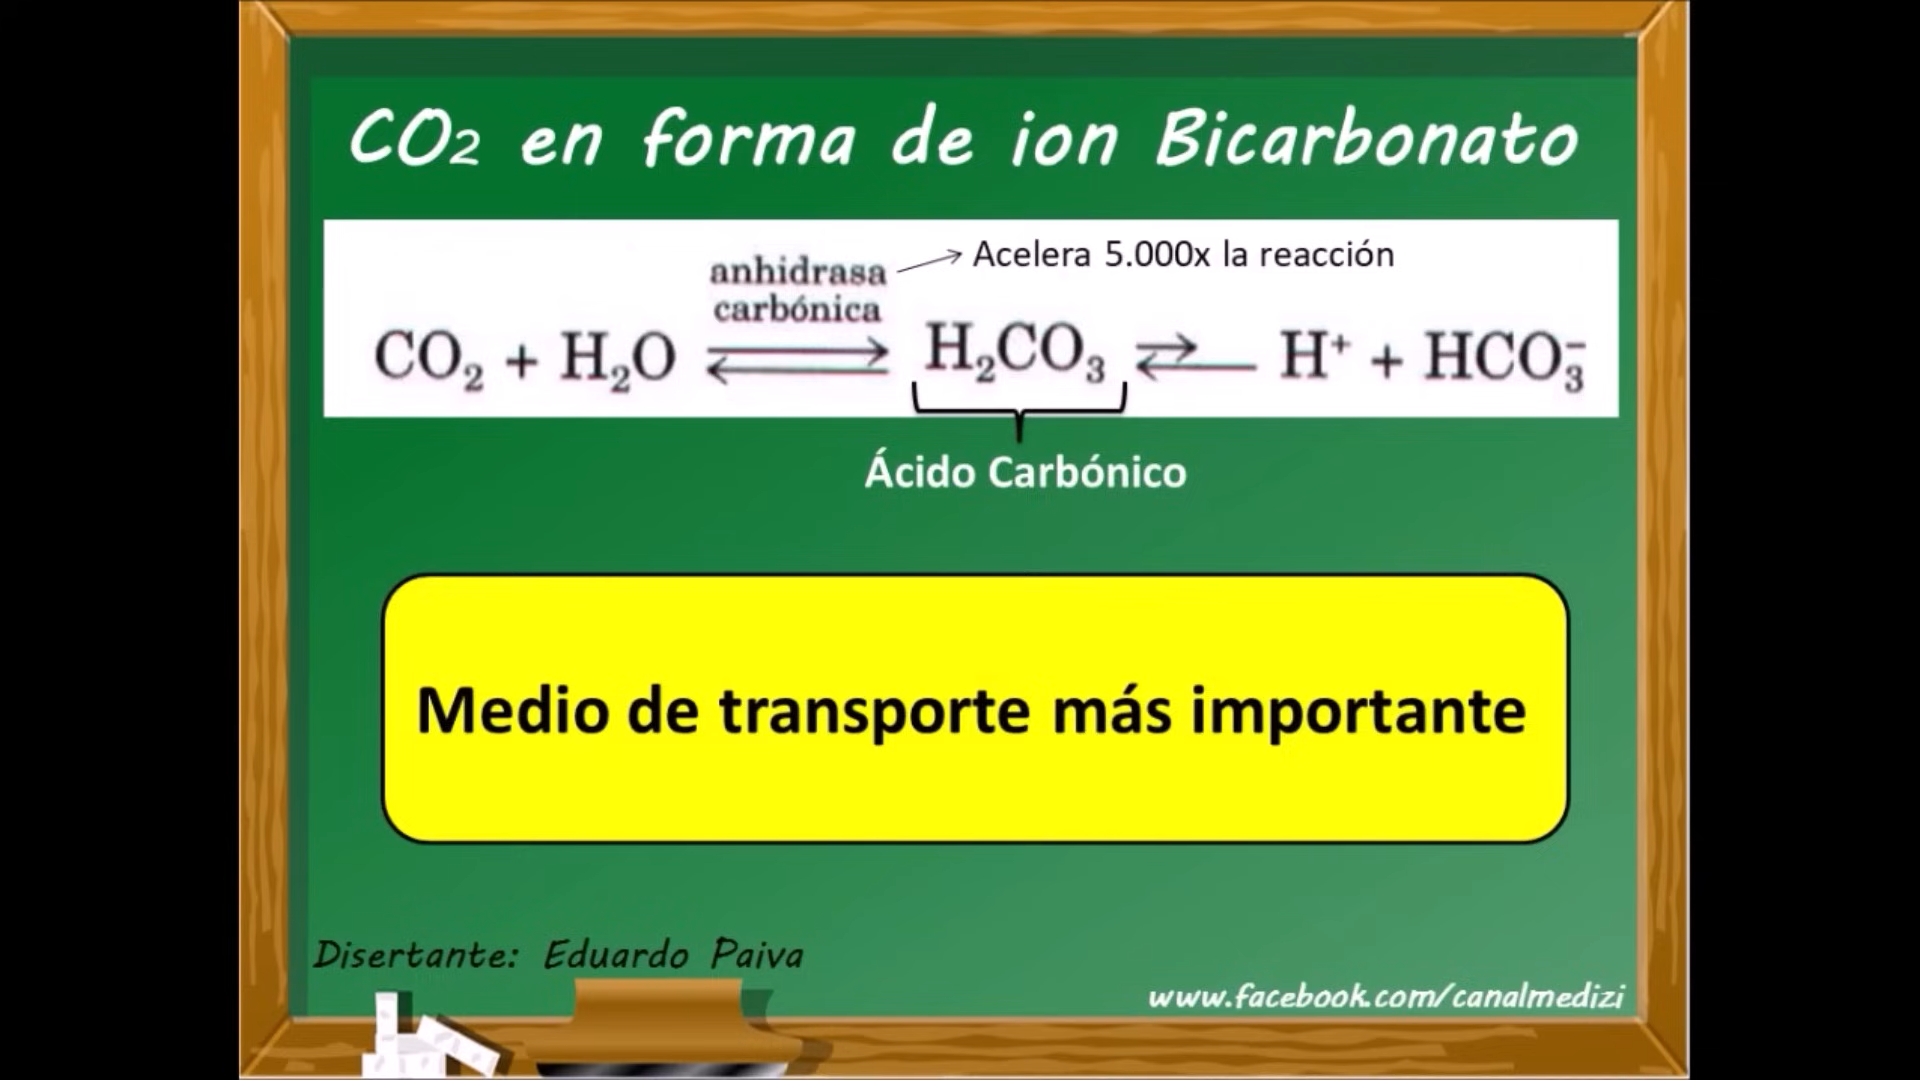 CO₂ en forma de ion Bicarbonato
Acelera 5.000x la reacción
anhidrasa
carbónica
CO₂ + H₂O ⇌ H₂CO₃ ⇌ H⁺ + HCO₃⁻
Ácido Carbónico
Medio de transporte más importante
Disertante: Eduardo Paiva
www.facebook.com/canalmedizi